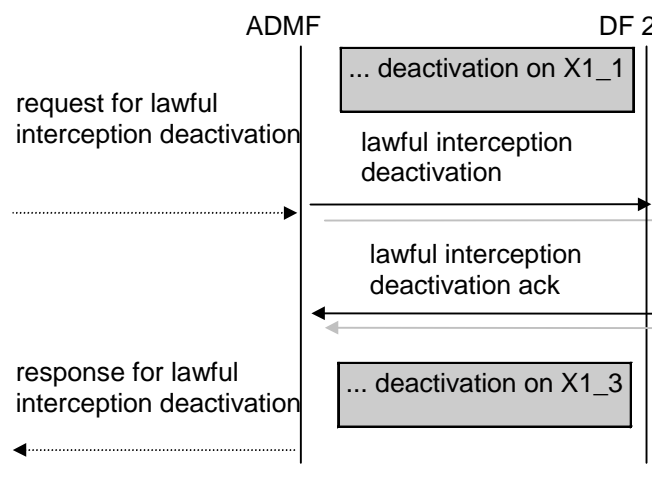 ADMF
DF 2
... deactivation on X1_1
request for lawful
interception deactivation
lawful interception
deactivation
lawful interception
deactivation ack
response for lawful
interception deactivation
... deactivation on X1_3